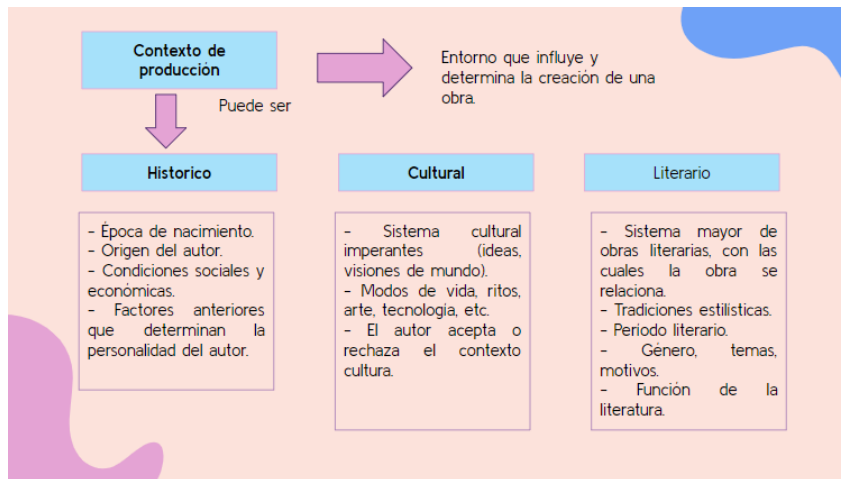 Contexto de
producción
Entorno que influye y
determina la creación de una
obra.
Puede ser
Historico
Cultural
Literario
- Época de nacimiento.
- Origen del autor.
- Condiciones sociales y
económicas.
- Factores anteriores
que determinan la
personalidad del autor.
- Sistema cultural
imperantes (ideas,
visiones de mundo).
- Modos de vida, ritos,
arte, tecnología, etc.
- El autor acepta o
rechaza el contexto
cultura.
- Sistema mayor de
obras literarias, con las
cuales la obra se
relaciona.
- Tradiciones estilísticas.
- Periodo literario.
- Género, temas,
motivos.
- Función de la
literatura.